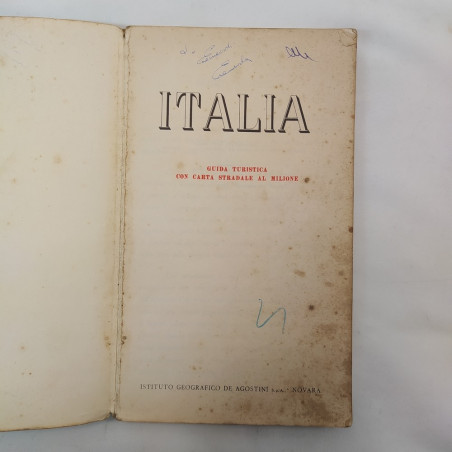 ITALIA
GUIDA TURISTICA
CON CARTA STRADALE AL MILIONE
ISTITUTO GEOGRAFICO DE AGOSTINI S.p.A. - NOVARA